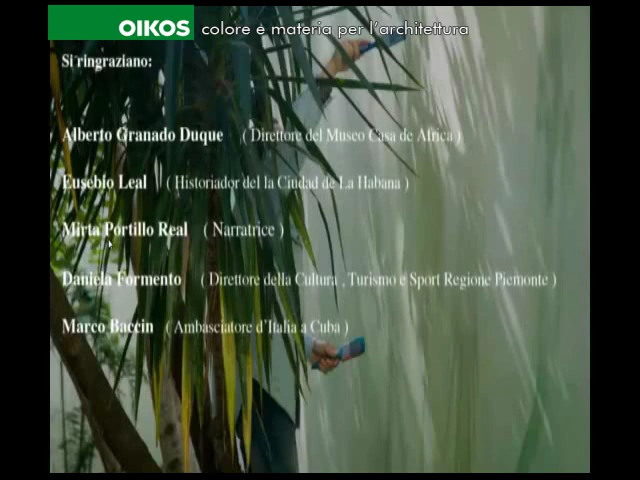 OIKOS colore e materia per l'architettura
Si ringraziano:
Alberto Granado Duque ( Direttore del Museo Casa de Africa )
Eusebio Leal ( Historiador del la Ciudad de La Habana )
Mirta Portillo Real ( Narratrice )
Daniela Formento ( Direttore della Cultura , Turismo e Sport Regione Piemonte )
Marco Baccin ( Ambasciatore d'Italia a Cuba )